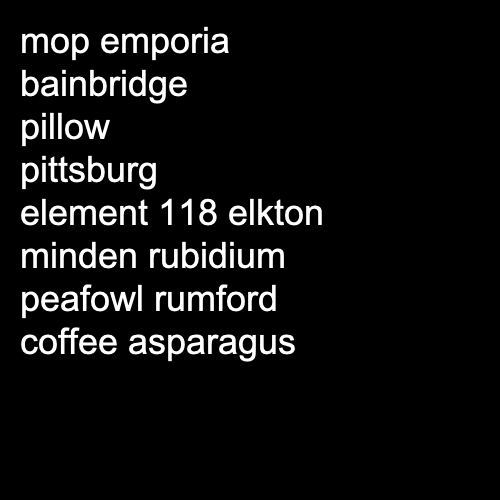 mop emporia
bainbridge
pillow
pittsburg
element 118 elkton
minden rubidium
peafowl rumford
coffee asparagus